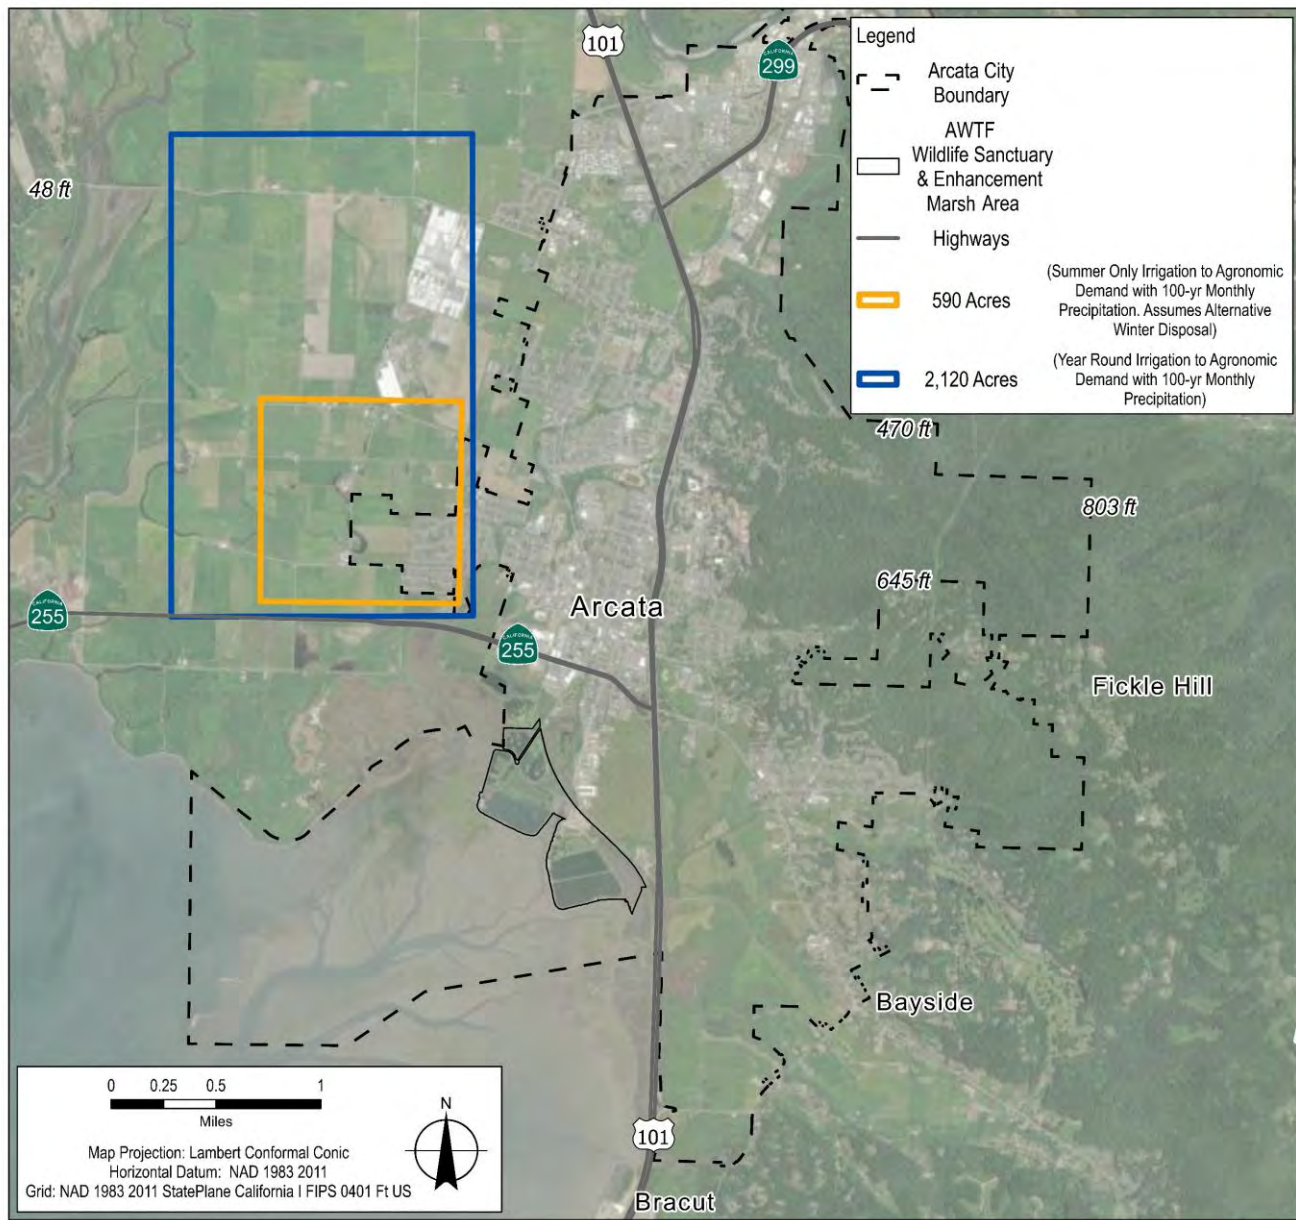 101
CALIFORNIA
299
48 ft
Legend
Arcata City
Boundary
AWTF
Wildlife Sanctuary
& Enhancement
Marsh Area
Highways
590 Acres
(Summer Only Irrigation to Agronomic
Demand with 100-yr Monthly
Precipitation. Assumes Alternative
Winter Disposal)
2,120 Acres
(Year Round Irrigation to Agronomic
Demand with 100-yr Monthly
Precipitation)
470 ft
803 ft
645 ft
Arcata
CALIFORNIA
255
CALIFORNIA
255
Fickle Hill
Bayside
0 0.25 0.5 1
Miles
Map Projection: Lambert Conformal Conic
Horizontal Datum: NAD 1983 2011
Grid: NAD 1983 2011 StatePlane California I FIPS 0401 Ft US
N
101
Bracut